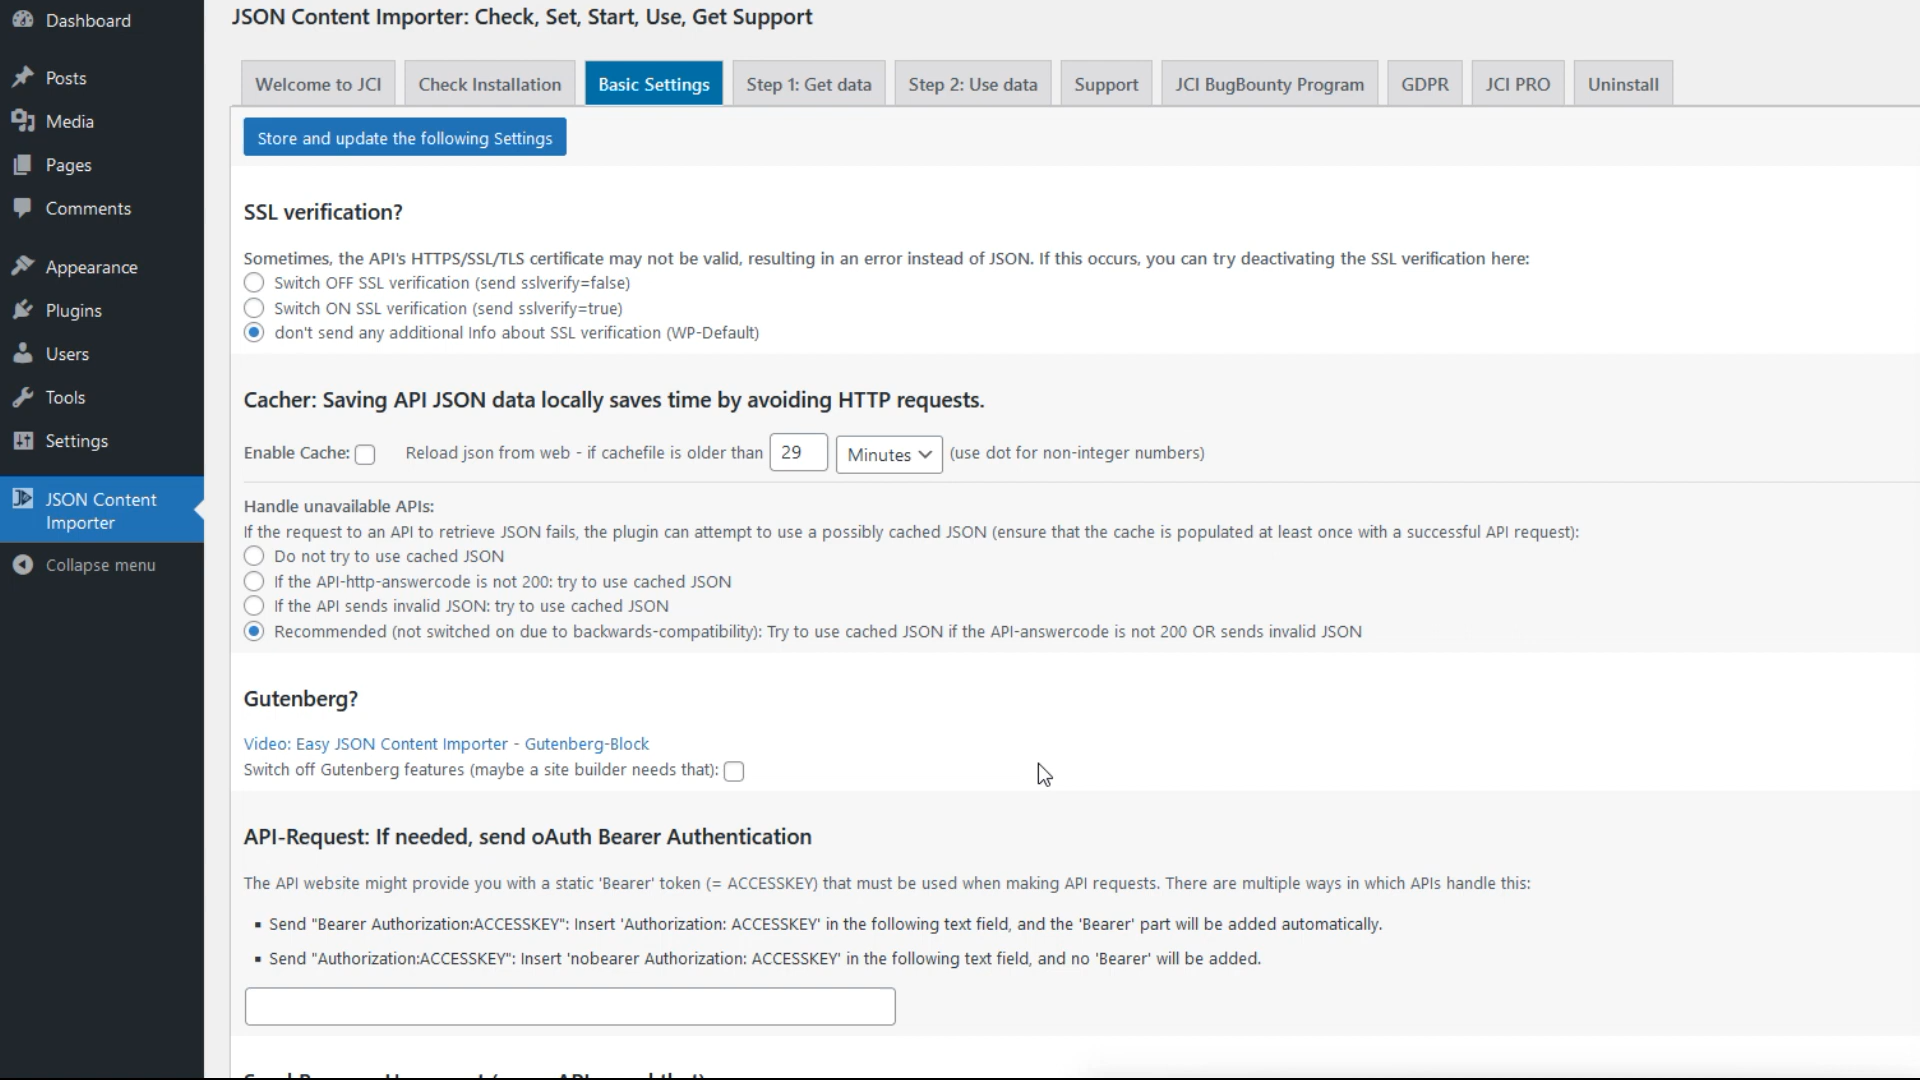 Dashboard
Posts
Media
Pages
Comments
Appearance
Plugins
Users
Tools
Settings
JSON Content
Importer
Collapse menu
JSON Content Importer: Check, Set, Start, Use, Get Support
Welcome to JCI
Check Installation
Basic Settings
Step 1: Get data
Step 2: Use data
Support
JCI BugBounty Program
GDPR
JCI PRO
Uninstall
Store and update the following Settings
SSL verification?
Sometimes, the API's HTTPS/SSL/TLS certificate may not be valid, resulting in an error instead of JSON. If this occurs, you can try deactivating the SSL verification here:
Switch OFF SSL verification (send sslverify=false)
Switch ON SSL verification (send sslverify=true)
don't send any additional Info about SSL verification (WP-Default)
Cacher: Saving API JSON data locally saves time by avoiding HTTP requests.
Enable Cache: Reload json from web - if cachefile is older than 29 Minutes (use dot for non-integer numbers)
Handle unavailable APIs:
If the request to an API to retrieve JSON fails, the plugin can attempt to use a possibly cached JSON (ensure that the cache is populated at least once with a successful API request):
Do not try to use cached JSON
If the API-http-answercode is not 200: try to use cached JSON
If the API sends invalid JSON: try to use cached JSON
Recommended (not switched on due to backwards-compatibility): Try to use cached JSON if the API-answercode is not 200 OR sends invalid JSON
Gutenberg?
Video: Easy JSON Content Importer - Gutenberg-Block
Switch off Gutenberg features (maybe a site builder needs that):
API-Request: If needed, send oAuth Bearer Authentication
The API website might provide you with a static 'Bearer' token (= ACCESSKEY) that must be used when making API requests. There are multiple ways in which APIs handle this:
▪ Send "Bearer Authorization:ACCESSKEY": Insert 'Authorization: ACCESSKEY' in the following text field, and the 'Bearer' part will be added automatically.
▪ Send "Authorization:ACCESSKEY": Insert 'nobearer Authorization: ACCESSKEY' in the following text field, and no 'Bearer' will be added.